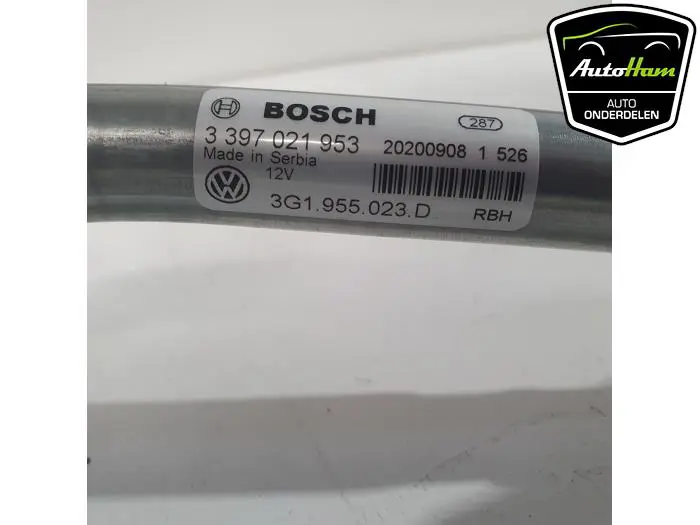 AutoHam
AUTO
ONDERDELEN
BOSCH
287
3 397 021 953
20200908 1 526
Made in Serbia
12V
3G1.955.023.D
RBH